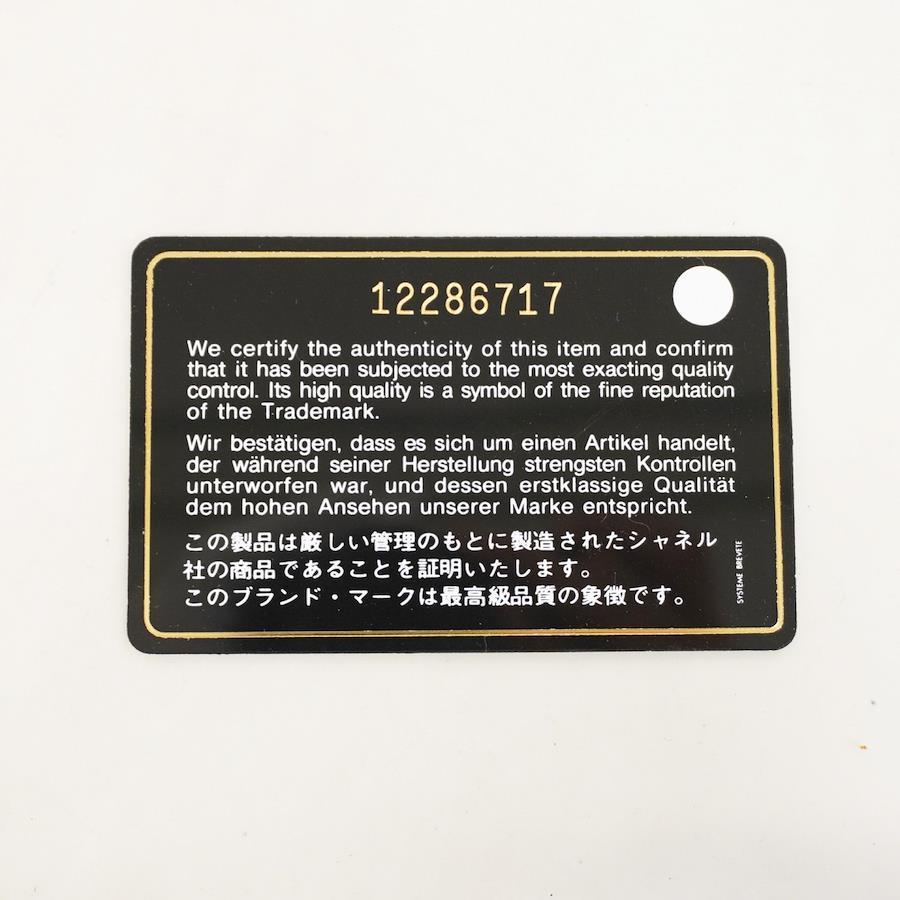 12286717
We certify the authenticity of this item and confirm
that it has been subjected to the most exacting quality
control. Its high quality is a symbol of the fine reputation
of the Trademark.
Wir bestätigen, dass es sich um einen Artikel handelt,
der während seiner Herstellung strengsten Kontrollen
unterworfen war, und dessen erstklassige Qualität
dem hohen Ansehen unserer Marke entspricht.
この製品は厳しい管理のもとに製造されたシャネル
社の商品であることを証明いたします。
このブランド・マークは最高級品質の象徴です。
SYSTEME BREVETE